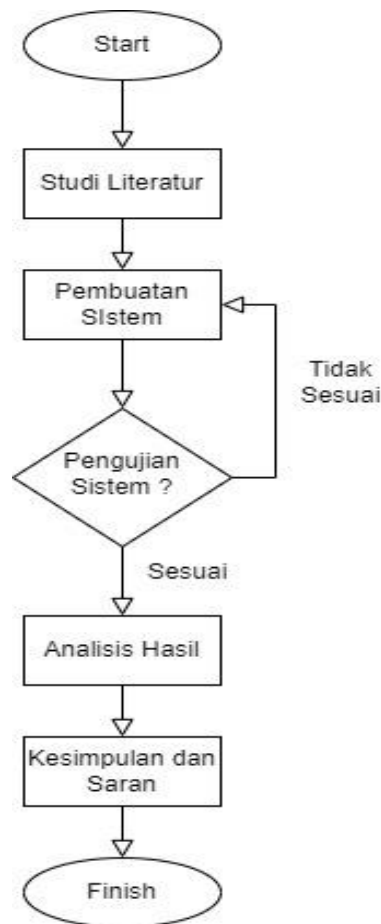 Start
Studi Literatur
Pembuatan
SIstem
Tidak
Sesuai
Pengujian
Sistem ?
Sesuai
Analisis Hasil
Kesimpulan dan
Saran
Finish